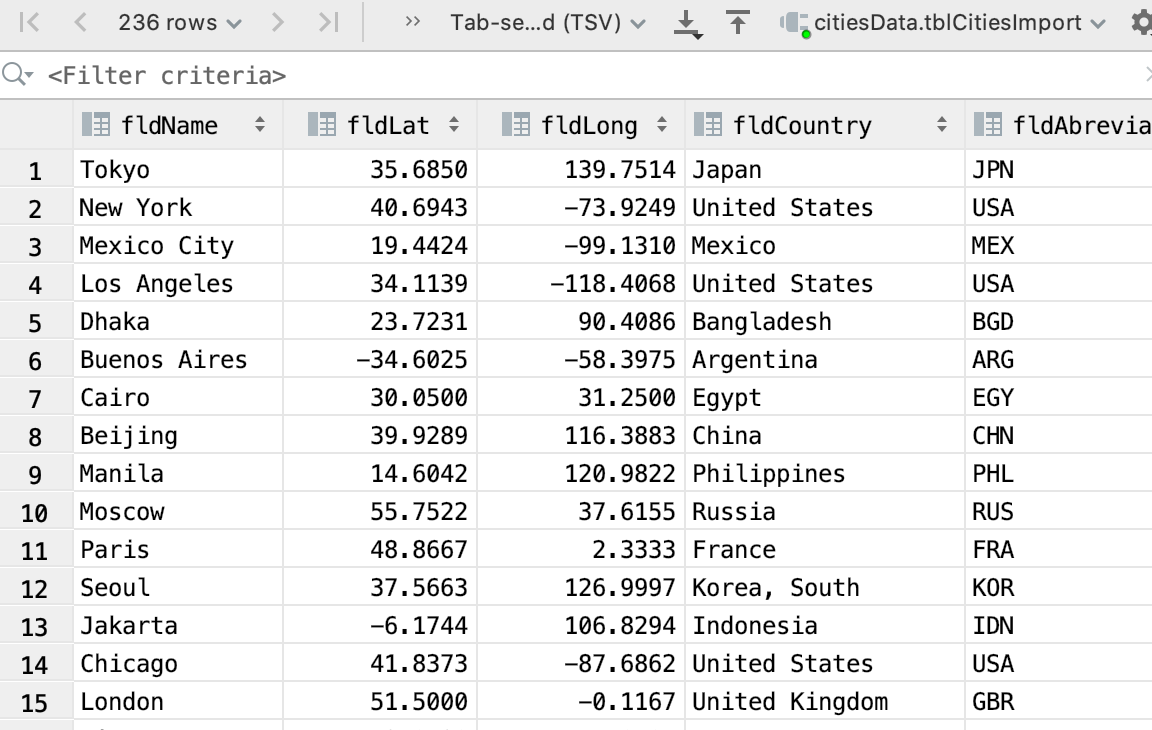 236 rows Tab-se...d (TSV) citiesData.tblCitiesImport
<Filter criteria>
fldName fldLat fldLong fldCountry fldAbrevia
1 Tokyo 35.6850 139.7514 Japan JPN
2 New York 40.6943 -73.9249 United States USA
3 Mexico City 19.4424 -99.1310 Mexico MEX
4 Los Angeles 34.1139 -118.4068 United States USA
5 Dhaka 23.7231 90.4086 Bangladesh BGD
6 Buenos Aires -34.6025 -58.3975 Argentina ARG
7 Cairo 30.0500 31.2500 Egypt EGY
8 Beijing 39.9289 116.3883 China CHN
9 Manila 14.6042 120.9822 Philippines PHL
10 Moscow 55.7522 37.6155 Russia RUS
11 Paris 48.8667 2.3333 France FRA
12 Seoul 37.5663 126.9997 Korea, South KOR
13 Jakarta -6.1744 106.8294 Indonesia IDN
14 Chicago 41.8373 -87.6862 United States USA
15 London 51.5000 -0.1167 United Kingdom GBR